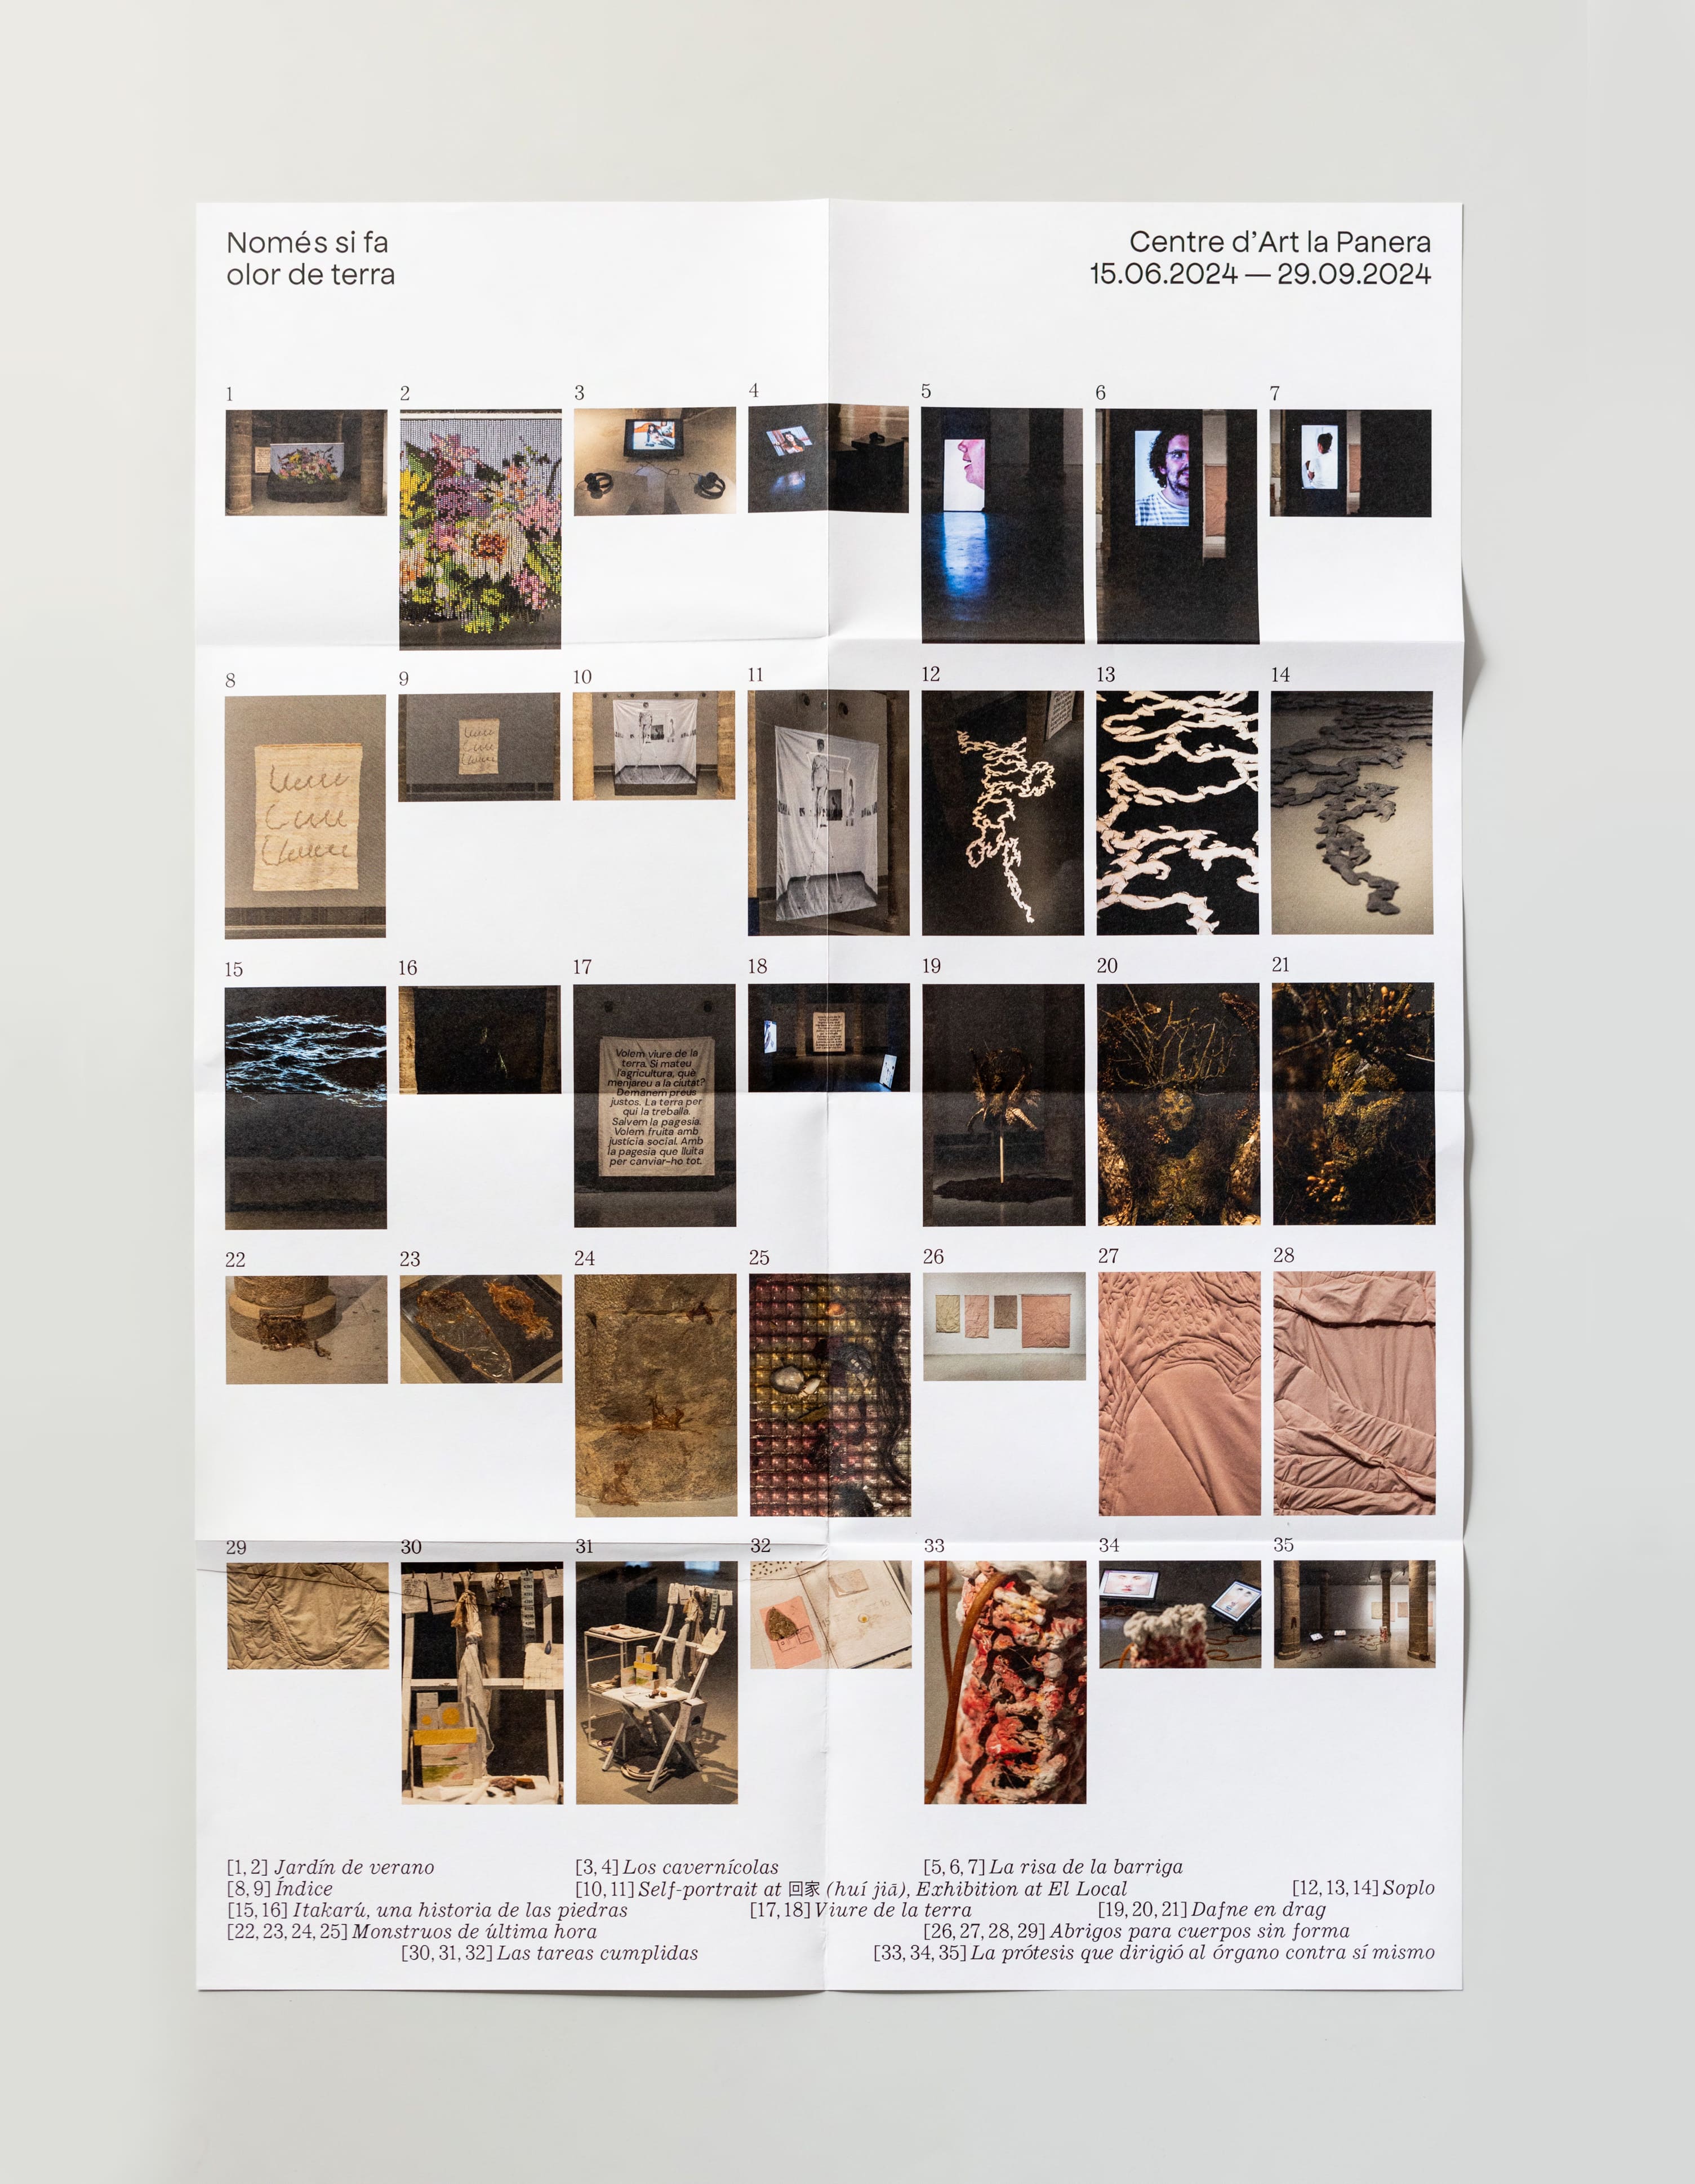 Només si fa
olor de terra
Centre d’Art la Panera
15.06.2024 — 29.09.2024
1 2 3 4 5 6 7
8 9 10 11 12 13 14
15 16 17 18 19 20 21
Volem viure de la
terra. Si mateu
l'agricultura, què
menjareu a la ciutat?
Demanem preus
justos. La terra per
qui la treballa.
Salvem la pagesia.
Volem fruita amb
justícia social. Amb
la pagesia que lluita
per canviar-ho tot.
22 23 24 25 26 27 28
29 30 31 32 33 34 35
[1, 2] Jardín de verano [3, 4] Los cavernícolas [5, 6, 7] La risa de la barriga
[8, 9] Índice [10, 11] Self-portrait at 回家 (huí jiā), Exhibition at El Local [12, 13, 14] Soplo
[15, 16] Itakarú, una historia de las piedras [17, 18] Viure de la terra [19, 20, 21] Dafne en drag
[22, 23, 24, 25] Monstruos de última hora [26, 27, 28, 29] Abrigos para cuerpos sin forma
[30, 31, 32] Las tareas cumplidas [33, 34, 35] La prótesis que dirigió al órgano contra sí mismo